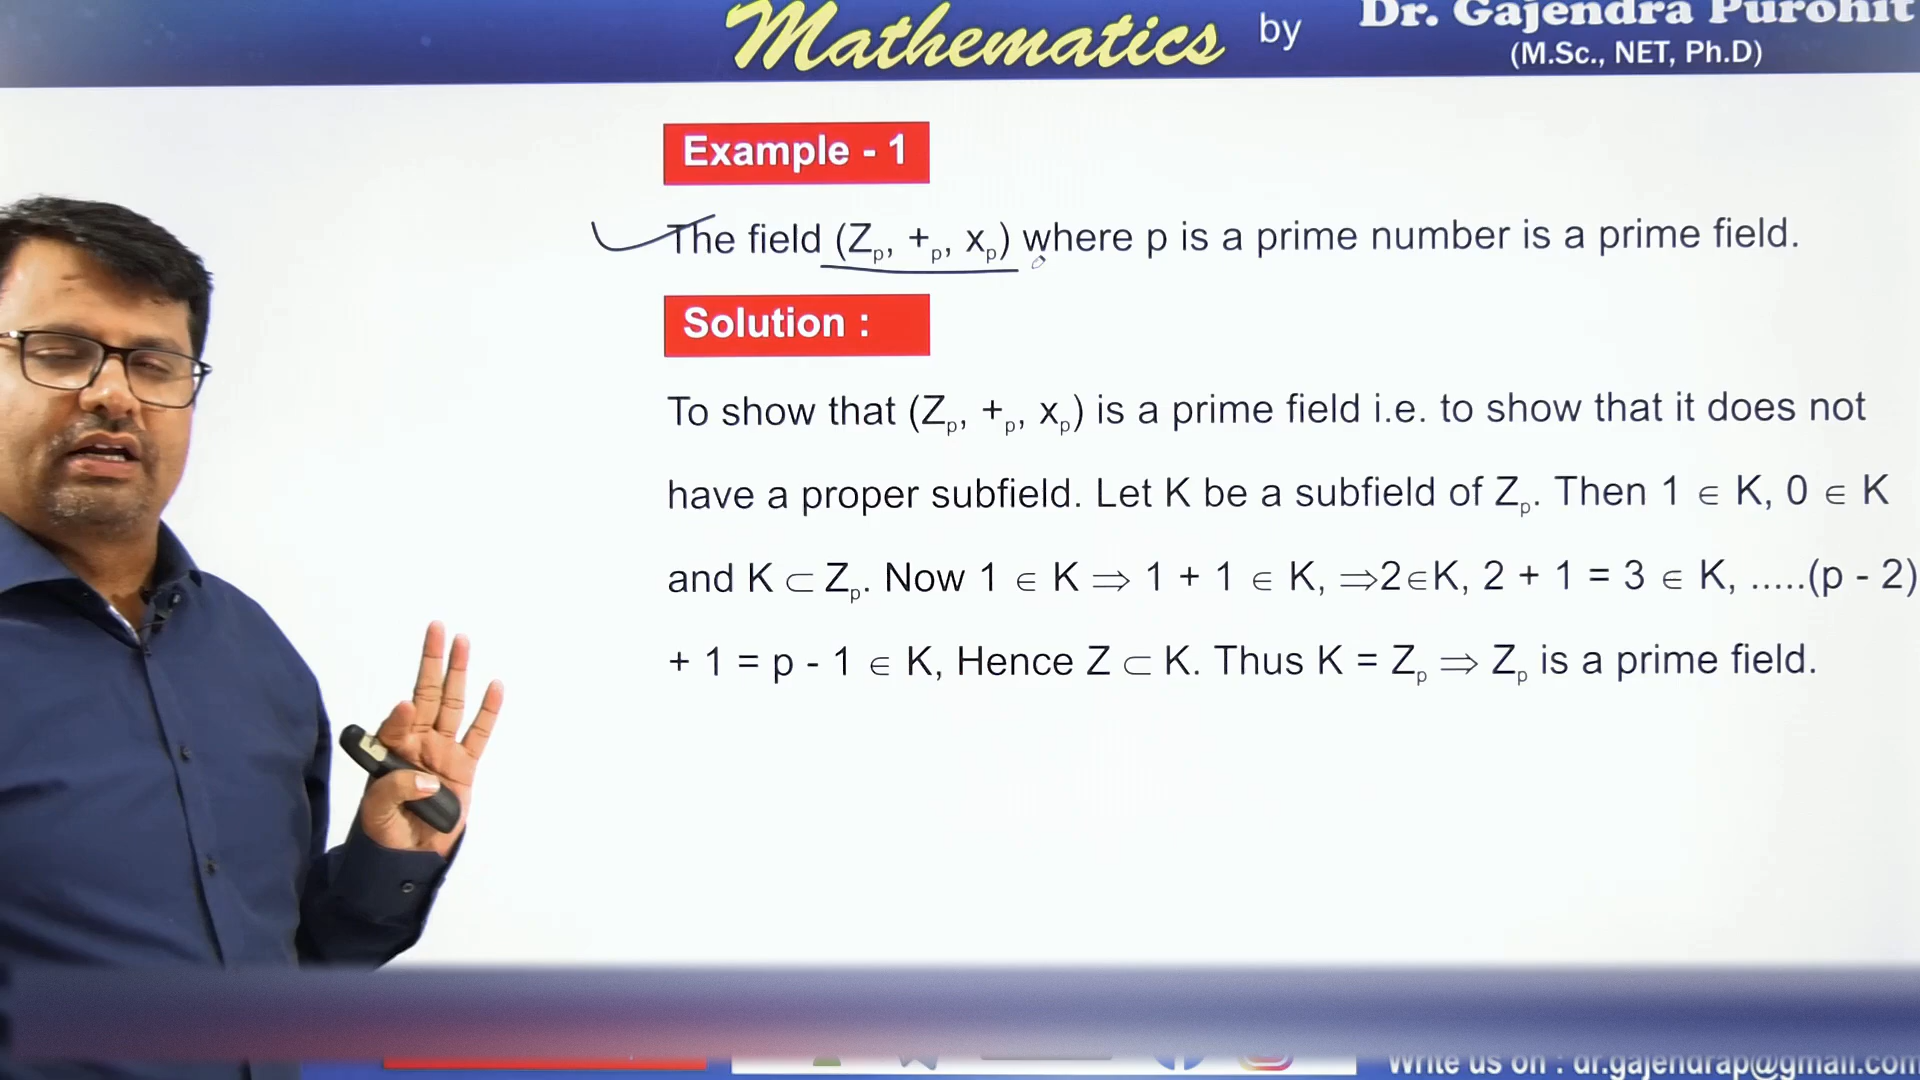 Mathematics by Dr. Gajendra Purohit
(M.Sc., NET, Ph.D)
Example - 1
The field (Zp, +p, xp) where p is a prime number is a prime field.
Solution :
To show that (Zp, +p, xp) is a prime field i.e. to show that it does not
have a proper subfield. Let K be a subfield of Zp. Then 1 ∈ K, 0 ∈ K
and K ⊂ Zp. Now 1 ∈ K ⇒ 1 + 1 ∈ K, ⇒2∈K, 2 + 1 = 3 ∈ K, .....(p - 2)
+ 1 = p - 1 ∈ K, Hence Z ⊂ K. Thus K = Zp ⇒ Zp is a prime field.
Write us on : dr.gajendrap@gmail.com